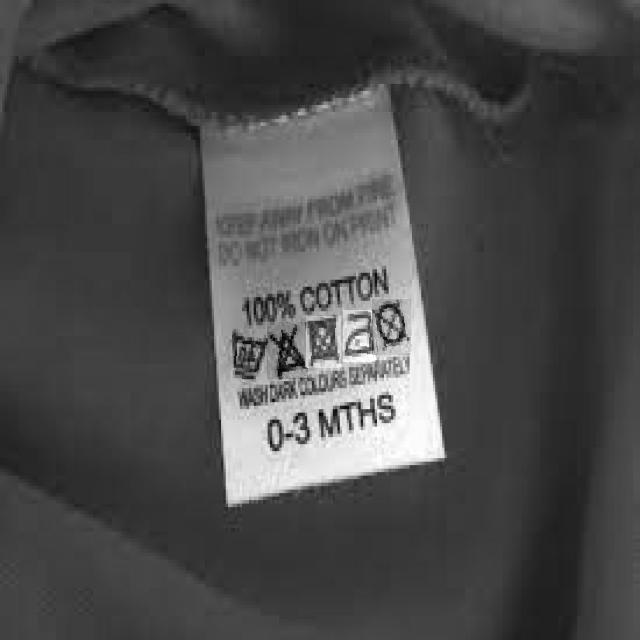 KEEP AWAY FROM FIRE
DO NOT IRON ON PRINT
100% COTTON
WASH DARK COLOURS SEPARATELY
0-3 MTHS